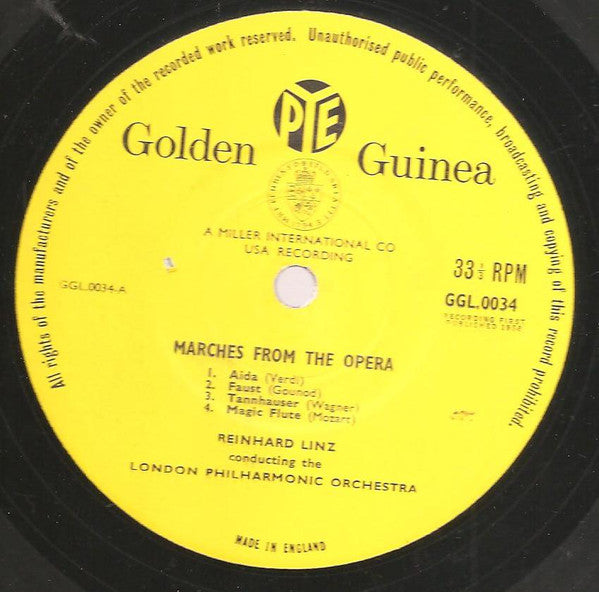 All rights of the manufacturers and of the owner of the recorded work reserved. Unauthorised public performance, broadcasting and copying of this record prohibited.
PYE
Golden Guinea
A MILLER INTERNATIONAL CO
USA RECORDING
33⅓ RPM
GGL.0034-A
GGL.0034
RECORDING FIRST
PUBLISHED
MARCHES FROM THE OPERA
1. Aida (Verdi)
2. Faust (Gounod)
3. Tannhauser (Wagner)
4. Magic Flute (Mozart)
REINHARD LINZ
conducting the
LONDON PHILHARMONIC ORCHESTRA
MADE IN ENGLAND